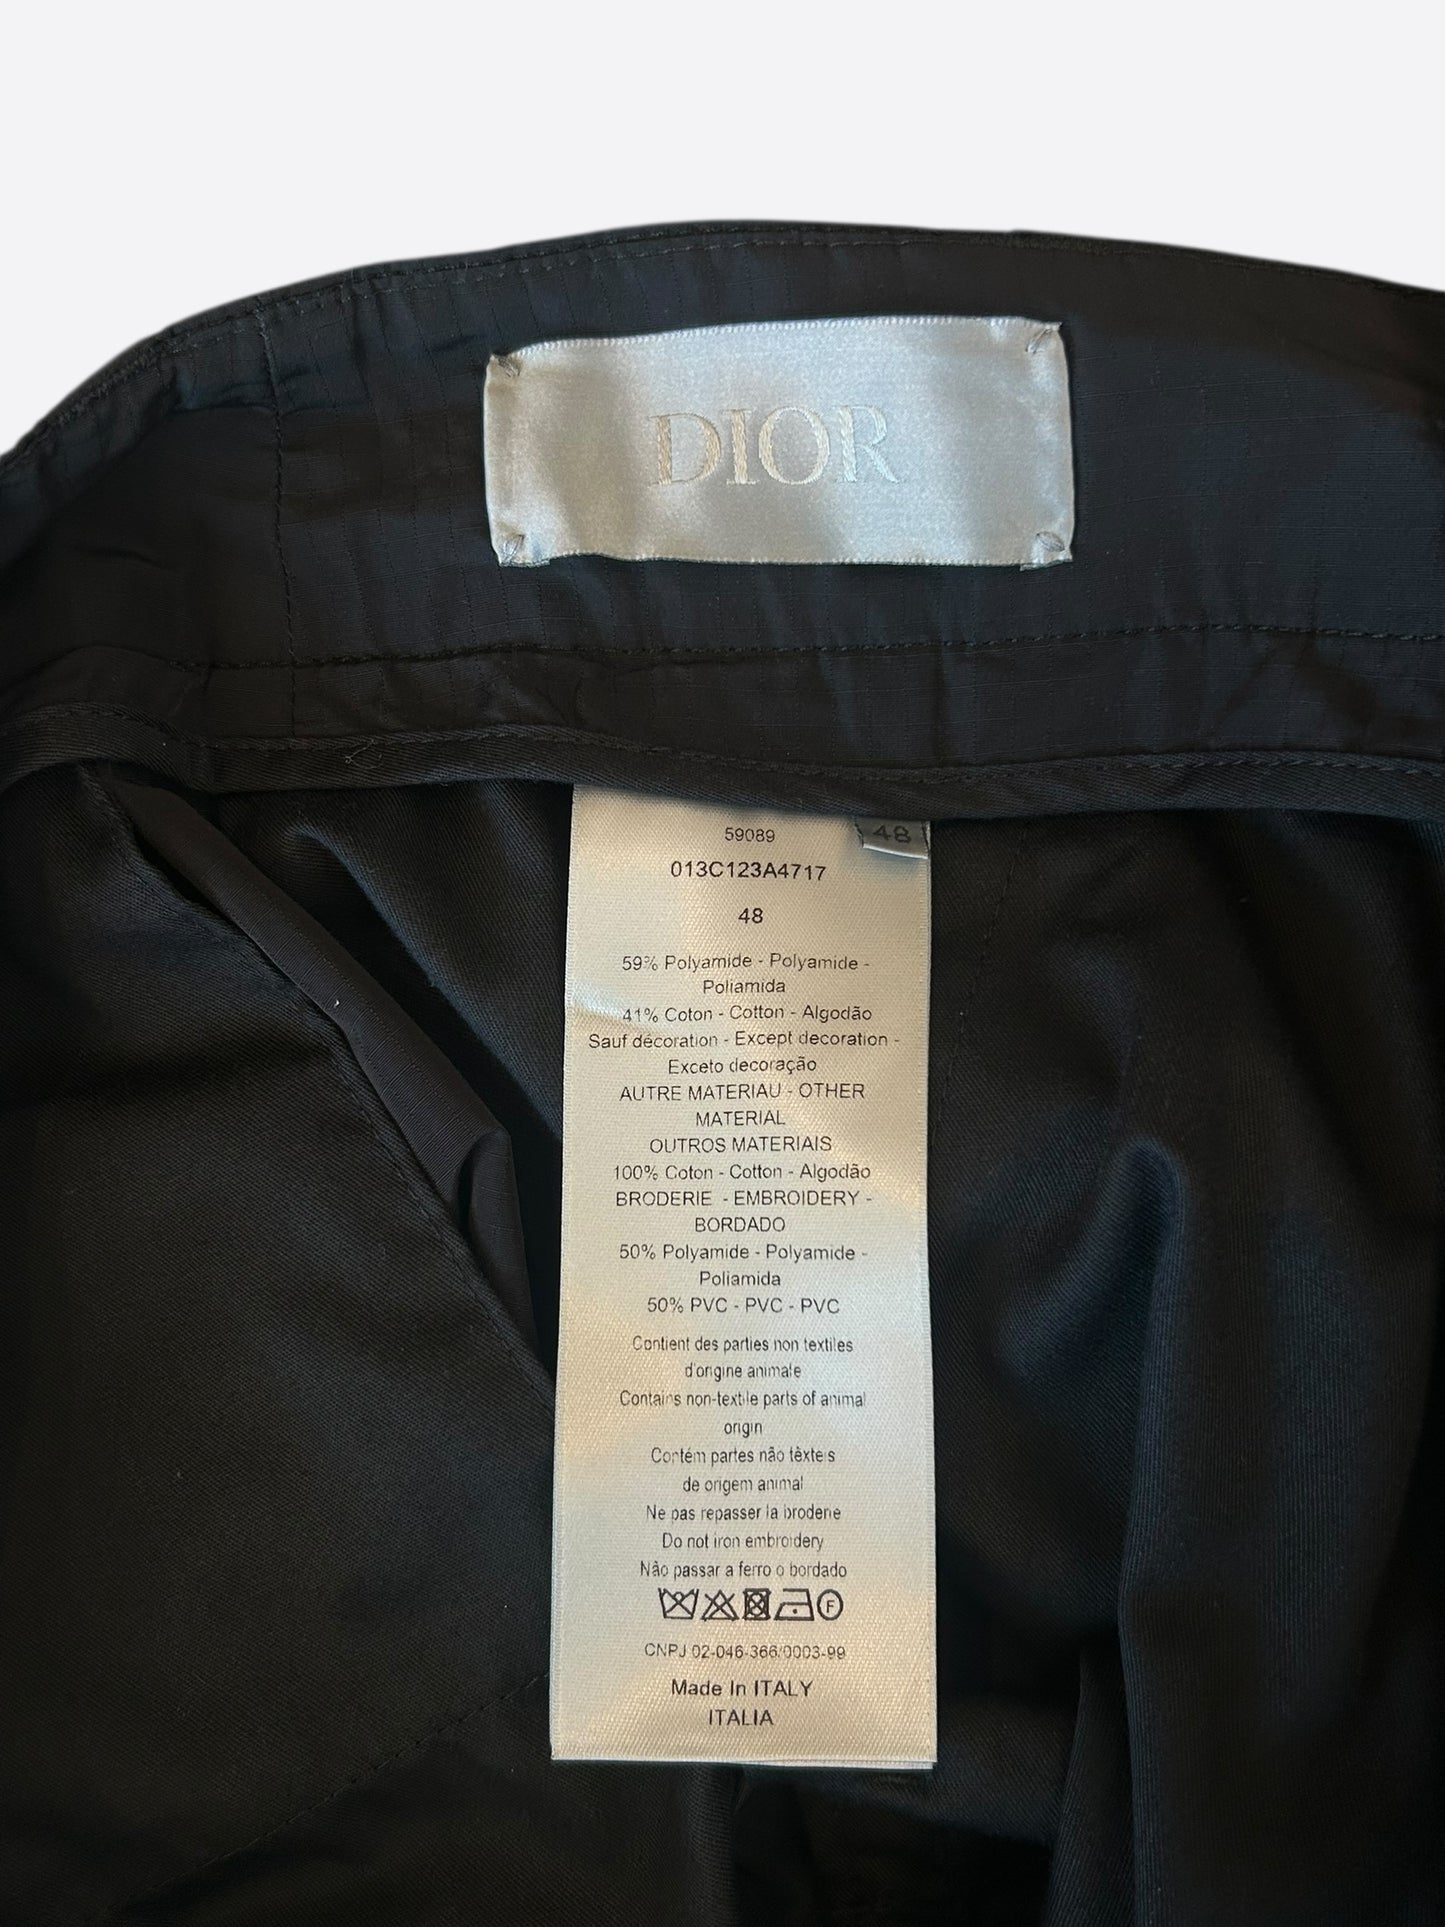 DIOR
59089
48
013C123A4717
48
59% Polyamide - Polyamide -
Poliamida
41% Coton - Cotton - Algodão
Sauf décoration - Except decoration -
Exceto decoração
AUTRE MATERIAU - OTHER
MATERIAL
OUTROS MATERIAIS
100% Coton - Cotton - Algodão
BRODERIE - EMBROIDERY -
BORDADO
50% Polyamide - Polyamide -
Poliamida
50% PVC - PVC - PVC
Contient des parties non textiles
d'origine animale
Contains non-textile parts of animal
origin
Contém partes não têxteis
de origem animal
Ne pas repasser la broderie
Do not iron embroidery
Não passar a ferro o bordado
F
CNPJ 02-046-366/0003-99
Made In ITALY
ITALIA